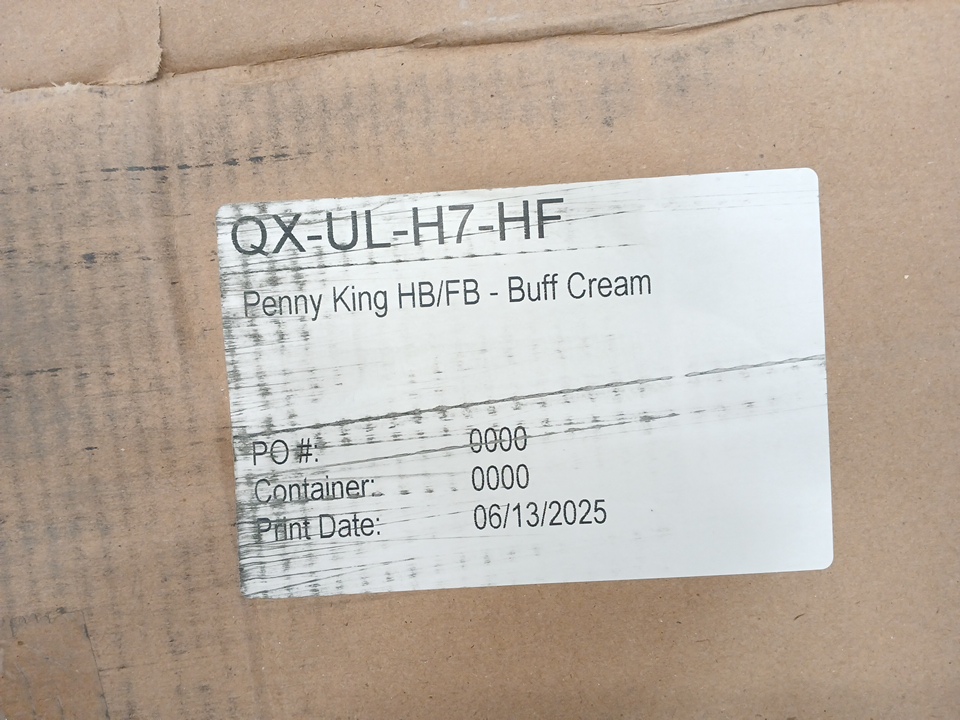 QX-UL-H7-HF
Penny King HB/FB - Buff Cream
PO #: 0000
Container: 0000
Print Date: 06/13/2025